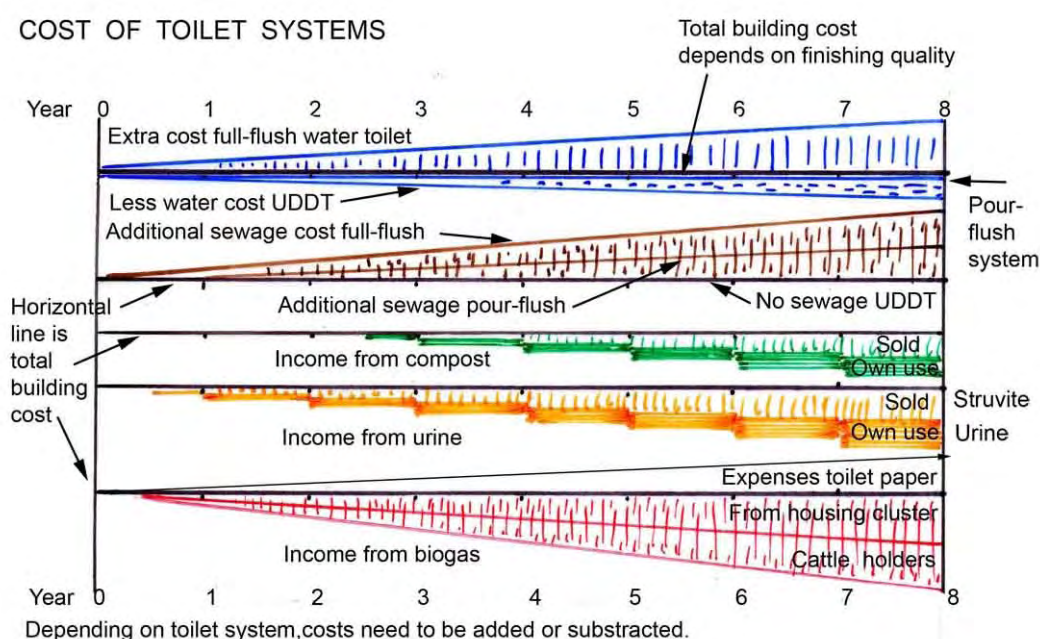 COST OF TOILET SYSTEMS
Total building cost
depends on finishing quality
Year 0 1 2 3 4 5 6 7 8
Extra cost full-flush water toilet
Less water cost UDDT
Pour-
flush
system
Additional sewage cost full-flush
Additional sewage pour-flush
No sewage UDDT
Horizontal
line is
total
building
cost
Income from compost
Sold
Own use
Income from urine
Sold Struvite
Own use Urine
Expenses toilet paper
From housing cluster
Income from biogas
Cattle holders
Year 0 1 2 3 4 5 6 7 8
Depending on toilet system,costs need to be added or substracted.